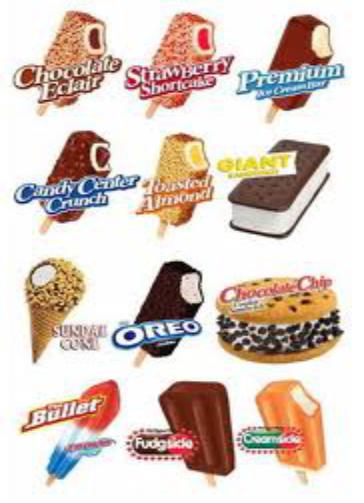 Chocolate
Eclair
Strawberry
Shortcake
Premium
Ice Cream Bar
Candy Center
Crunch
Toasted
Almond
GIANT
SUNDAE
CONE
OREO
Chocolate Chip
Bullet
Fudgsicle
Creamsicle